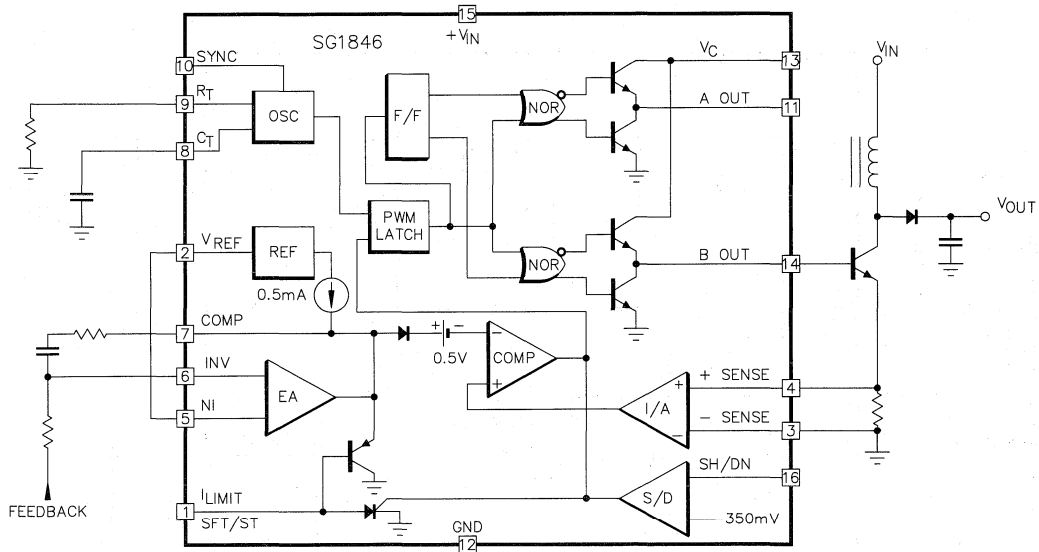 15
+VIN
SG1846
10
SYNC
9
RT
OSC
8
CT
F/F
NOR
VC
13
A OUT
11
VIN
PWM
LATCH
2
VREF
REF
0.5mA
NOR
B OUT
14
VOUT
7
COMP
+ -
0.5V
-
COMP
+
6
INV
5
NI
EA
I/A
+
-
+ SENSE
4
- SENSE
3
SH/DN
16
S/D
350mV
FEEDBACK
1
ILIMIT
SFT/ST
GND
12